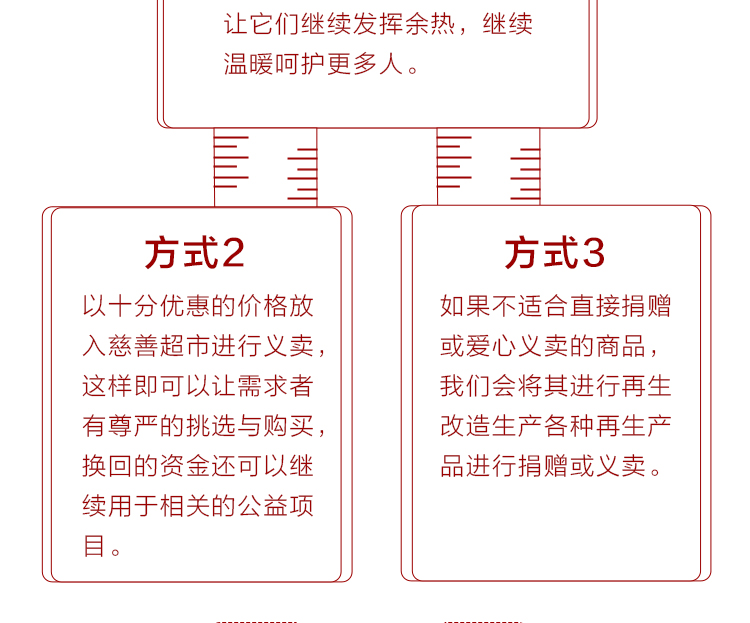 让它们继续发挥余热，继续
温暖呵护更多人。
方式2
以十分优惠的价格放
入慈善超市进行义卖，
这样即可以让需求者
有尊严的挑选与购买，
换回的资金还可以继
续用于相关的公益项
目。
方式3
如果不适合直接捐赠
或爱心义卖的商品，
我们会将其进行再生
改造生产各种再生产
品进行捐赠或义卖。